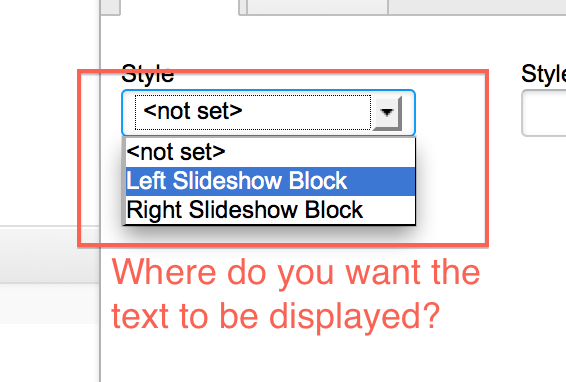 Style
Style
<not set>
<not set>
Left Slideshow Block
Right Slideshow Block
Where do you want the
text to be displayed?